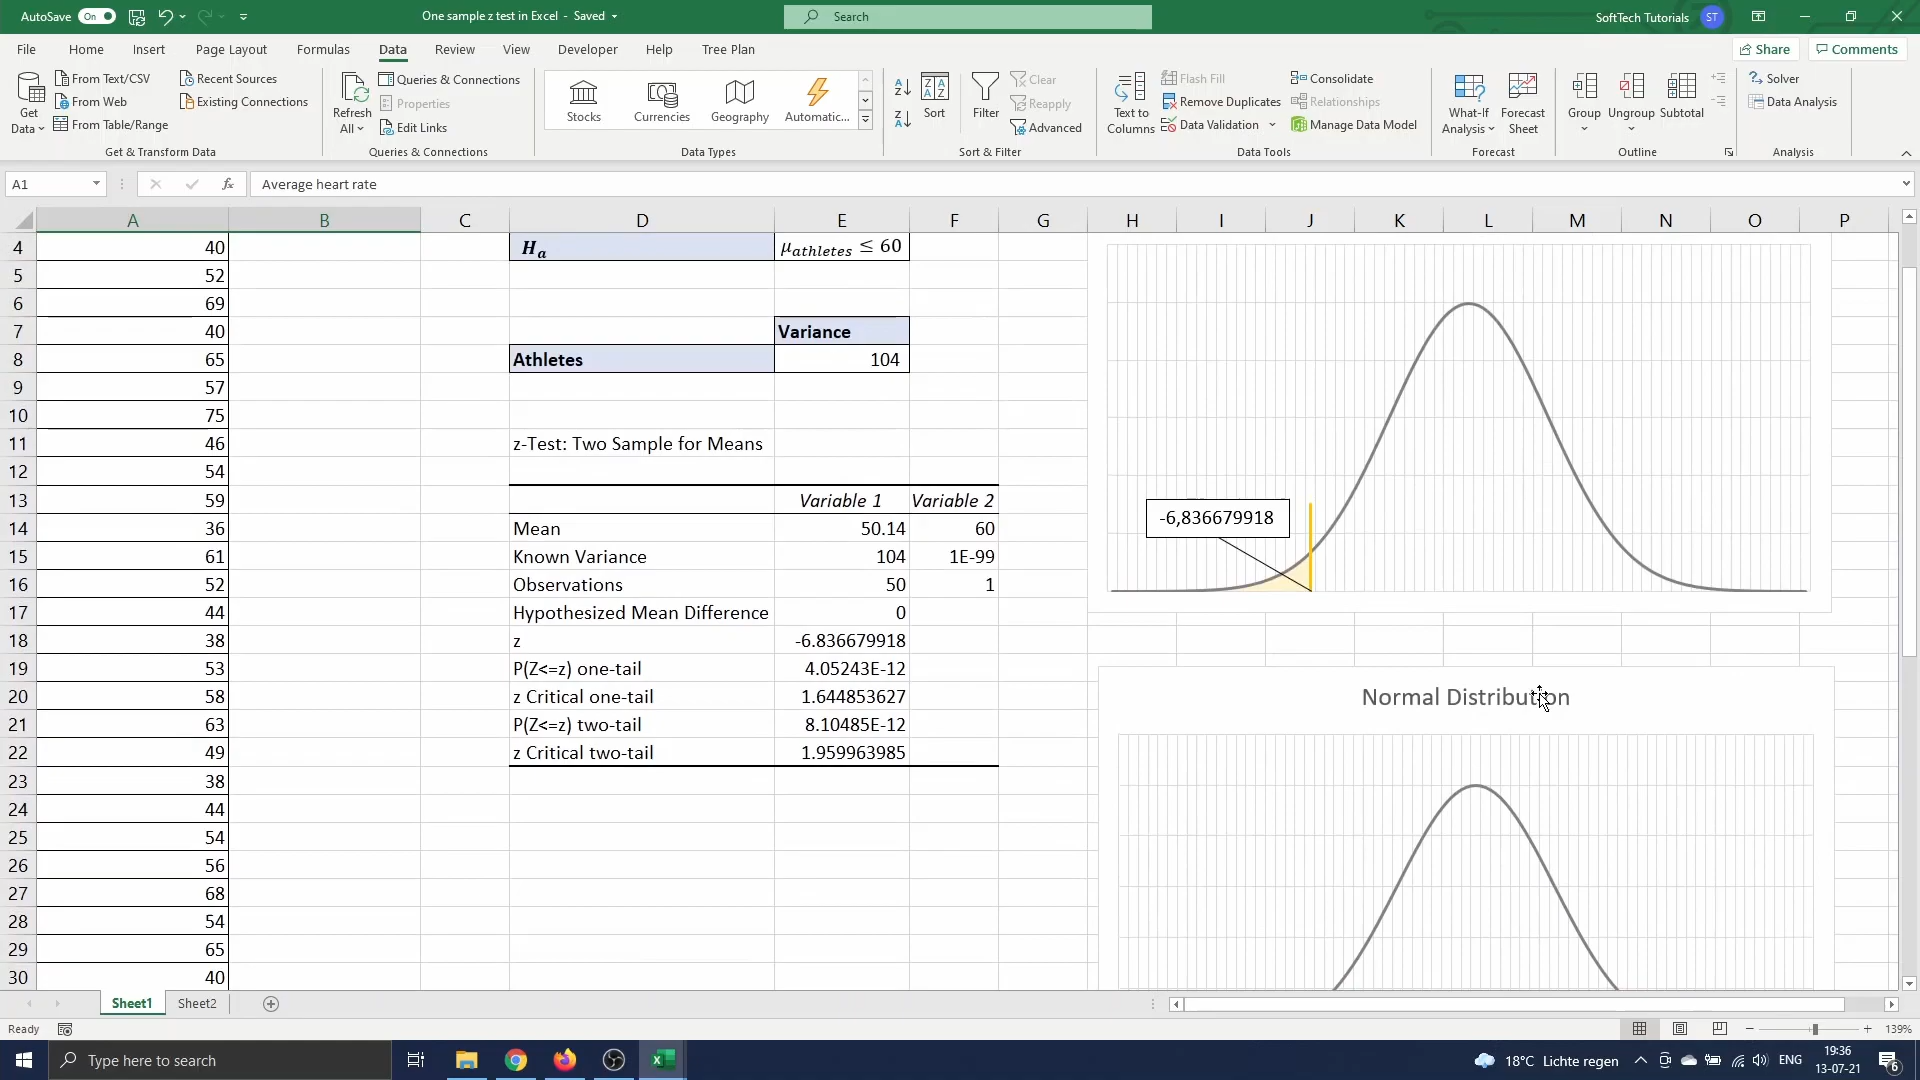 AutoSave On One sample z test in Excel - Saved Search SoftTech Tutorials ST
File Home Insert Page Layout Formulas Data Review View Developer Help Tree Plan Share Comments
Get Data From Text/CSV From Web From Table/Range Recent Sources Existing Connections
Refresh All Queries & Connections Properties Edit Links
Stocks Currencies Geography Automatic...
Sort Filter Clear Reapply Advanced
Text to Columns Flash Fill Remove Duplicates Data Validation Consolidate Relationships Manage Data Model
What-If Analysis Forecast Sheet
Group Ungroup Subtotal
Solver Data Analysis
Get & Transform Data Queries & Connections Data Types Sort & Filter Data Tools Forecast Outline Analysis
A1 fx Average heart rate
A B C D E F G H I J K L M N O P
4 40 Ha μathletes ≤ 60
5 52
6 69
7 40 Variance
8 65 Athletes 104
9 57
10 75
11 46 z-Test: Two Sample for Means
12 54
13 59 Variable 1 Variable 2
14 36 Mean 50.14 60
15 61 Known Variance 104 1E-99
16 52 Observations 50 1
17 44 Hypothesized Mean Difference 0
18 38 z -6.836679918
19 53 P(Z<=z) one-tail 4.05243E-12
20 58 z Critical one-tail 1.644853627
21 63 P(Z<=z) two-tail 8.10485E-12
22 49 z Critical two-tail 1.959963985
23 38
24 44
25 54
26 56
27 68
28 54
29 65
30 40
-6,836679918
Normal Distribution
Sheet1 Sheet2
Ready 139%
Type here to search 18°C Lichte regen ENG 19:36
13-07-21 6